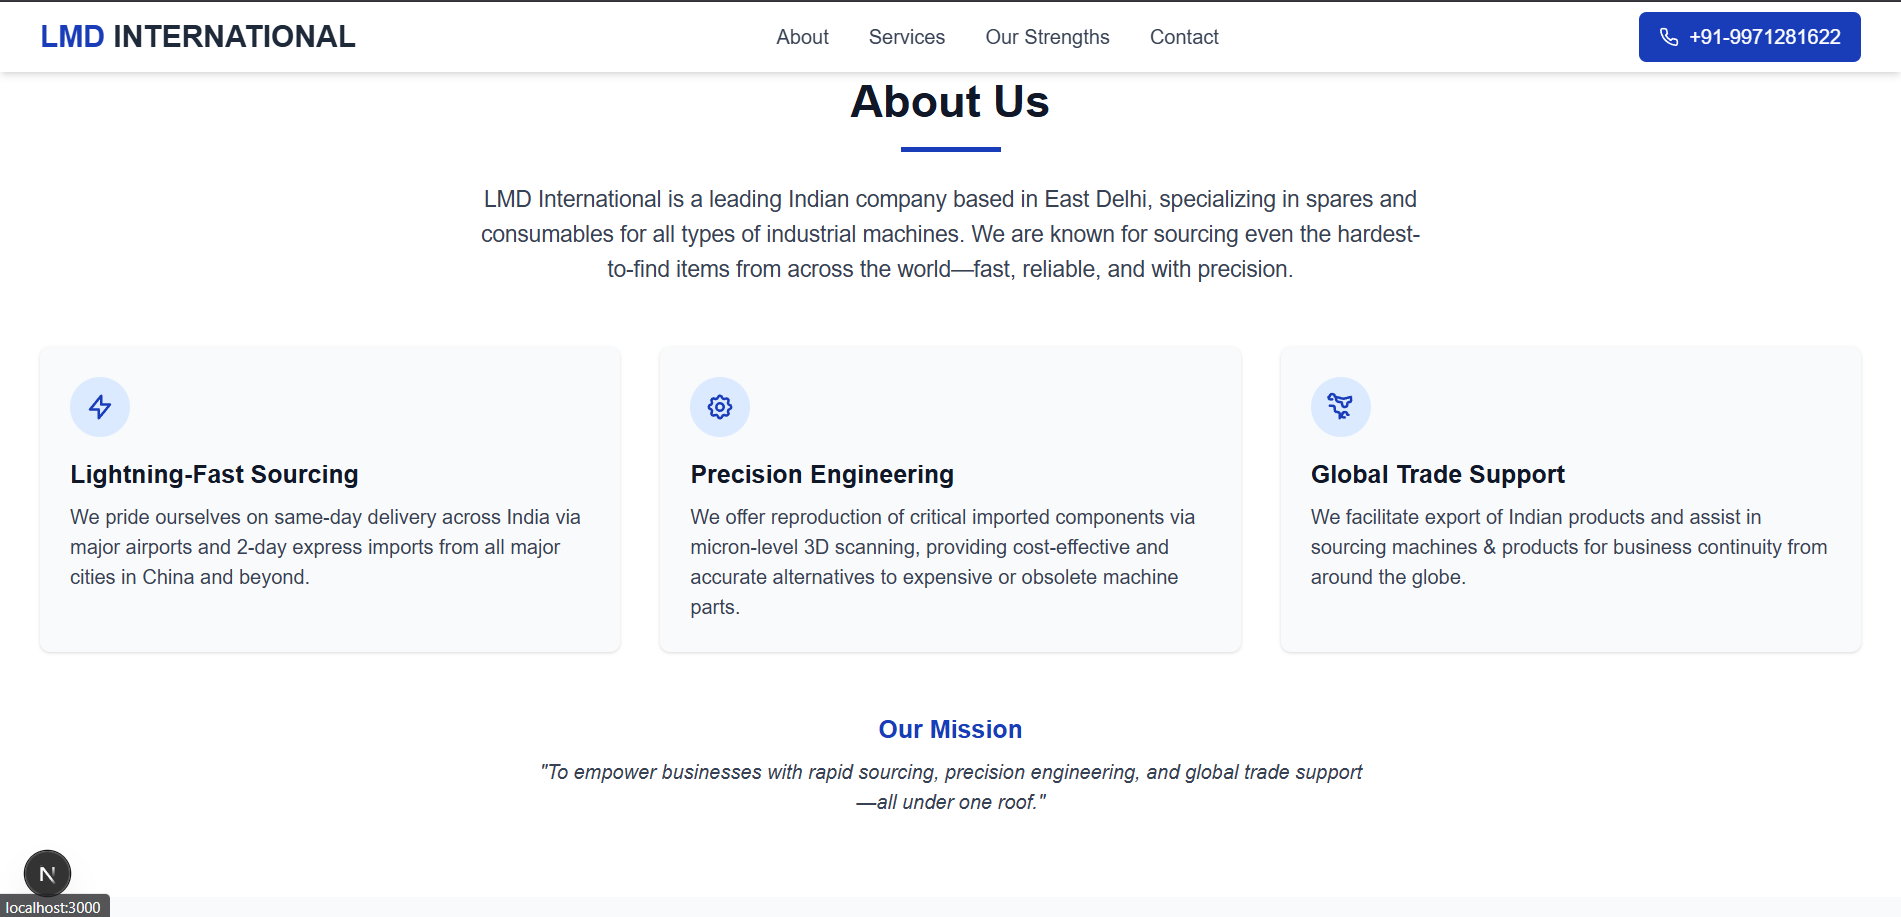 LMD INTERNATIONAL
About
Services
Our Strengths
Contact
+91-9971281622
About Us
LMD International is a leading Indian company based in East Delhi, specializing in spares and
consumables for all types of industrial machines. We are known for sourcing even the hardest-
to-find items from across the world—fast, reliable, and with precision.
Lightning-Fast Sourcing
We pride ourselves on same-day delivery across India via
major airports and 2-day express imports from all major
cities in China and beyond.
Precision Engineering
We offer reproduction of critical imported components via
micron-level 3D scanning, providing cost-effective and
accurate alternatives to expensive or obsolete machine
parts.
Global Trade Support
We facilitate export of Indian products and assist in
sourcing machines & products for business continuity from
around the globe.
Our Mission
"To empower businesses with rapid sourcing, precision engineering, and global trade support
—all under one roof."
N
localhost:3000